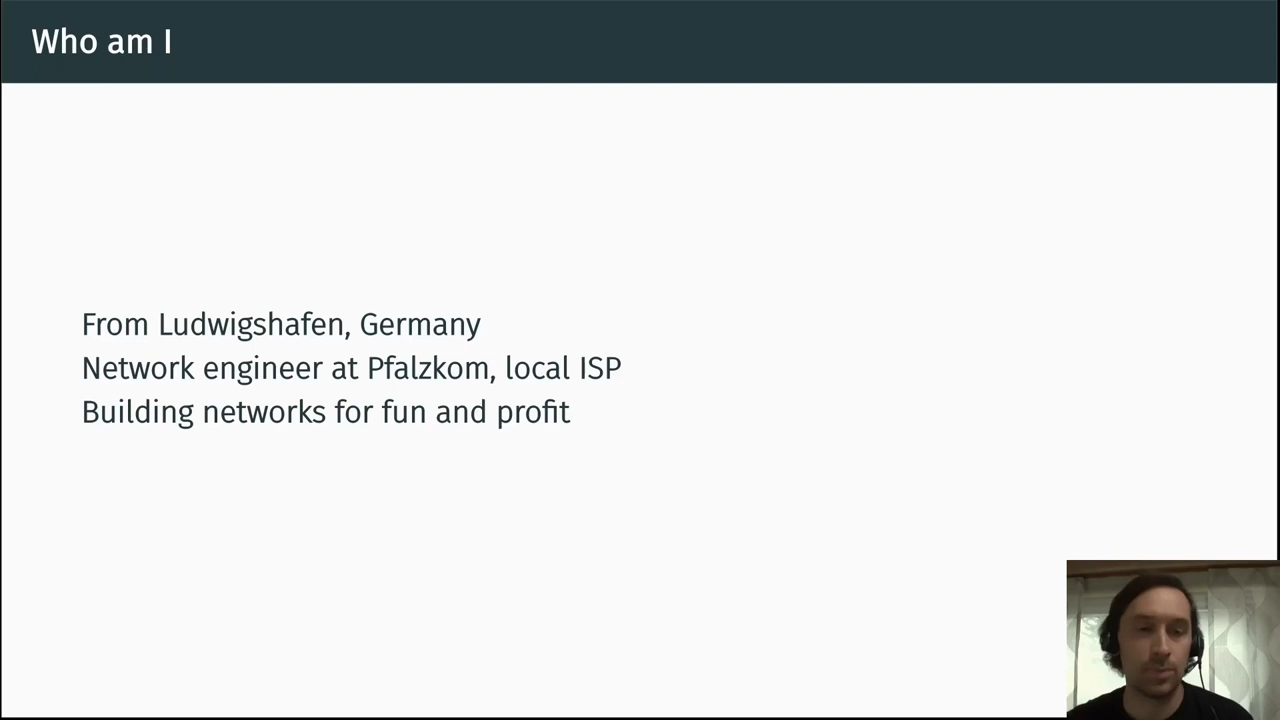 Who am I
From Ludwigshafen, Germany
Network engineer at Pfalzkom, local ISP
Building networks for fun and profit